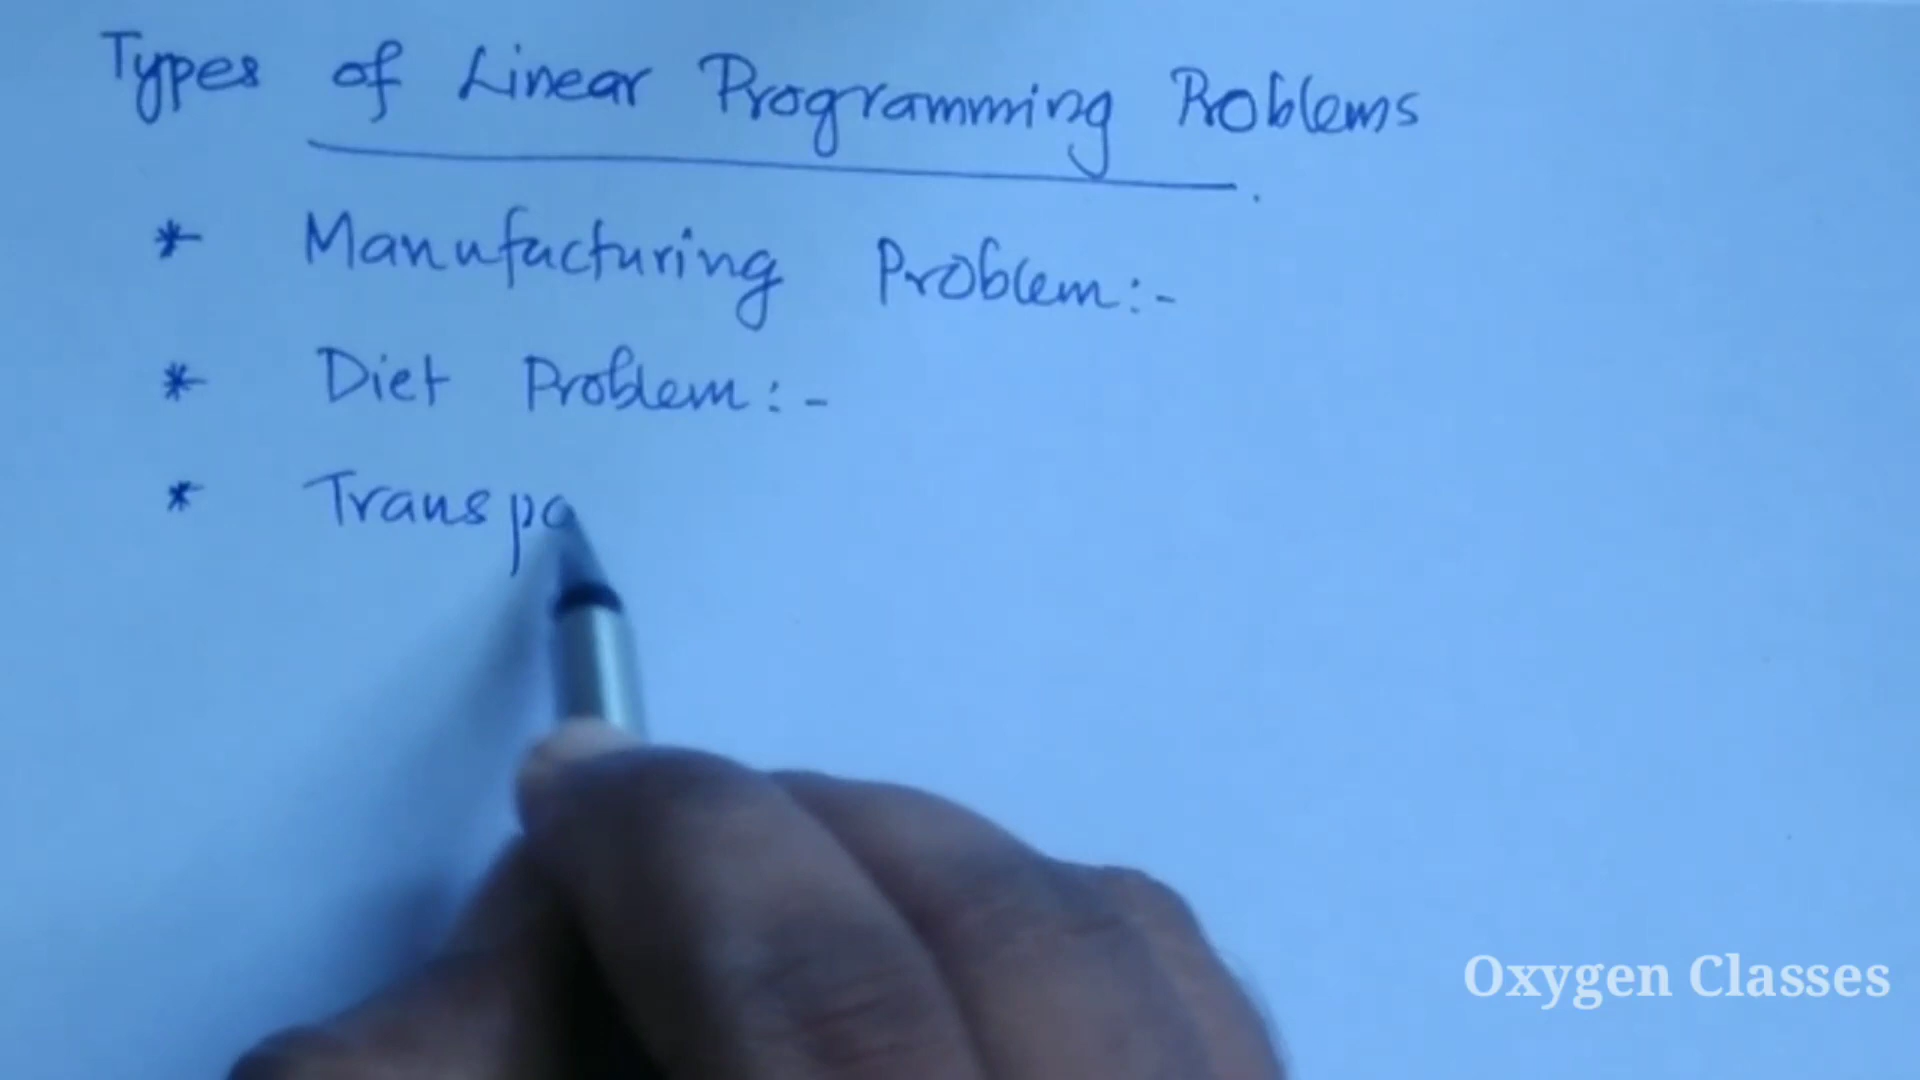 Types of Linear Programming Problems
* Manufacturing Problem:-
* Diet Problem:-
* Transpo
Oxygen Classes